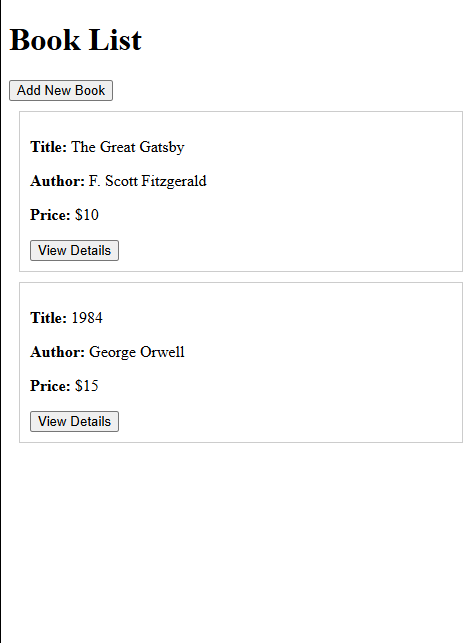 Book List
Add New Book
Title: The Great Gatsby
Author: F. Scott Fitzgerald
Price: $10
View Details
Title: 1984
Author: George Orwell
Price: $15
View Details